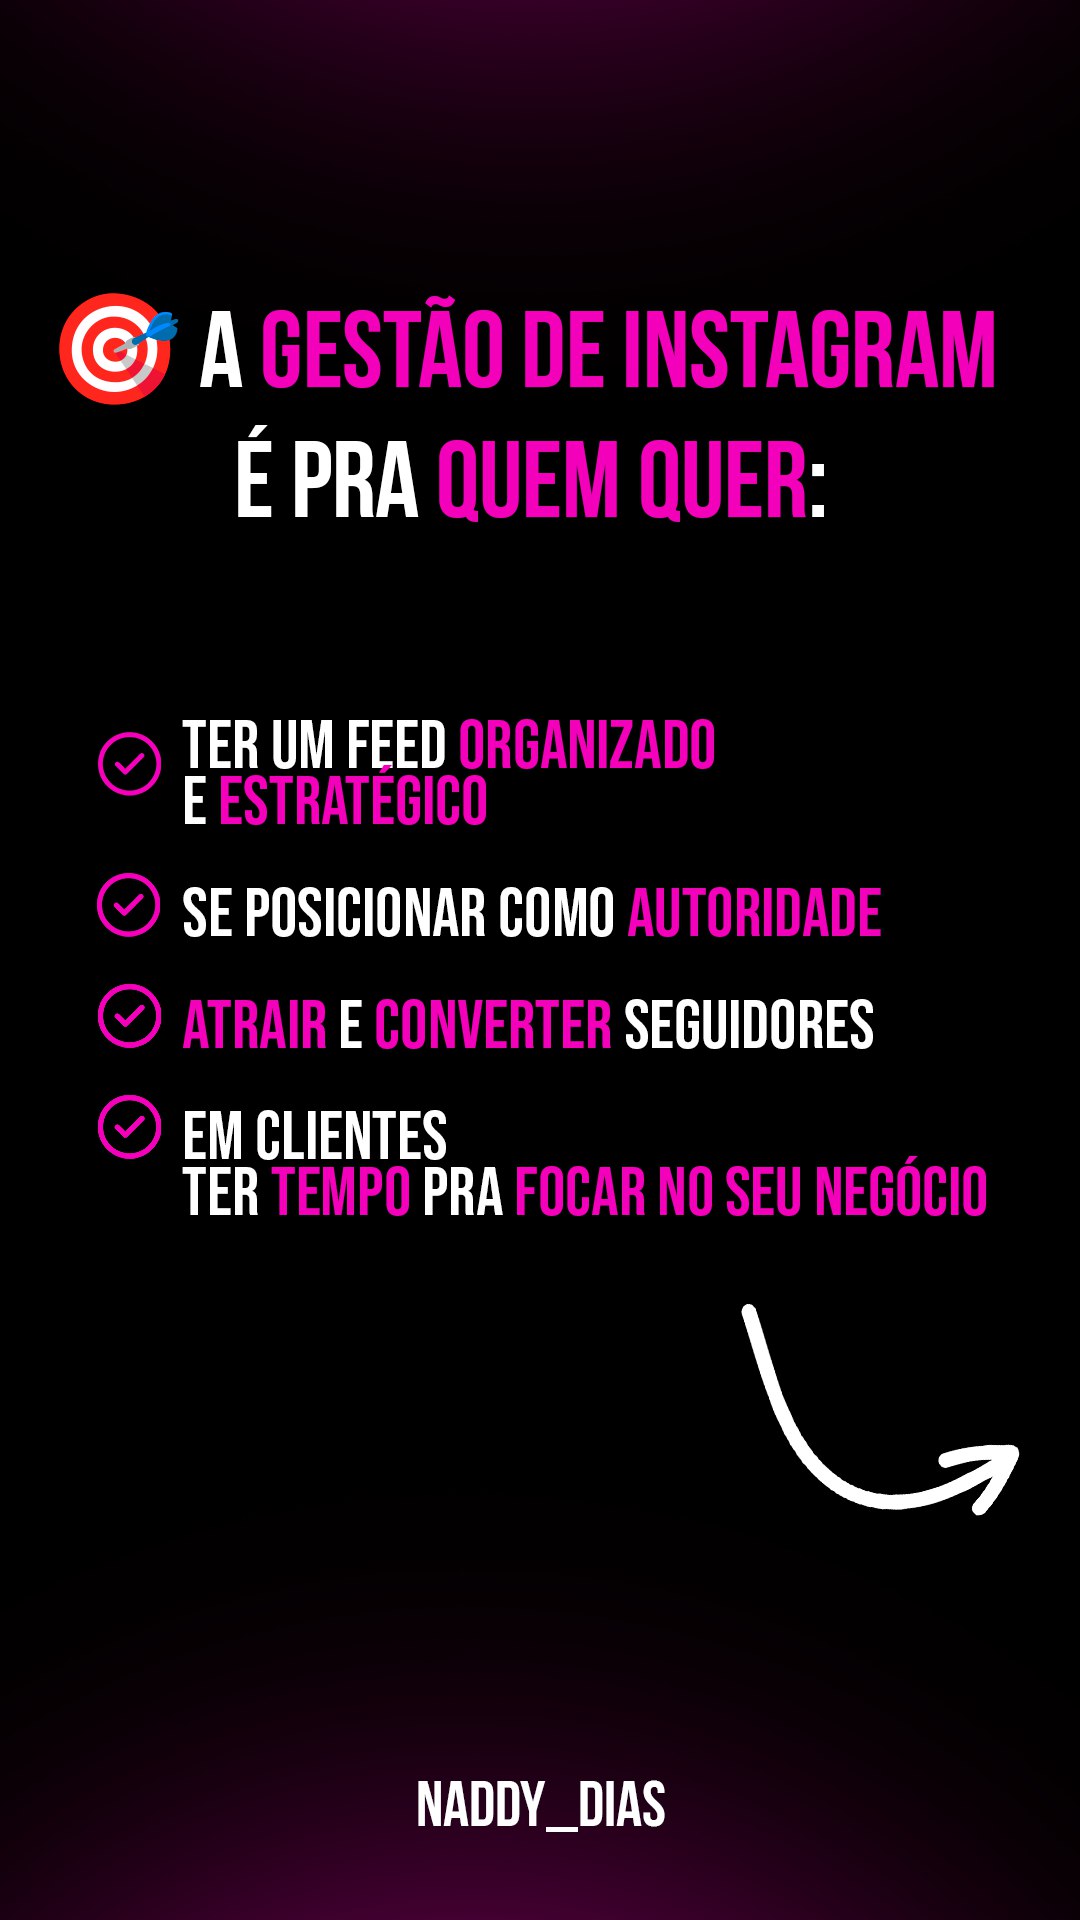 A GESTÃO DE INSTAGRAM
É PRA QUEM QUER:
TER UM FEED ORGANIZADO
E ESTRATÉGICO
SE POSICIONAR COMO AUTORIDADE
ATRAIR E CONVERTER SEGUIDORES
EM CLIENTES
TER TEMPO PRA FOCAR NO SEU NEGÓCIO
NADDY_DIAS